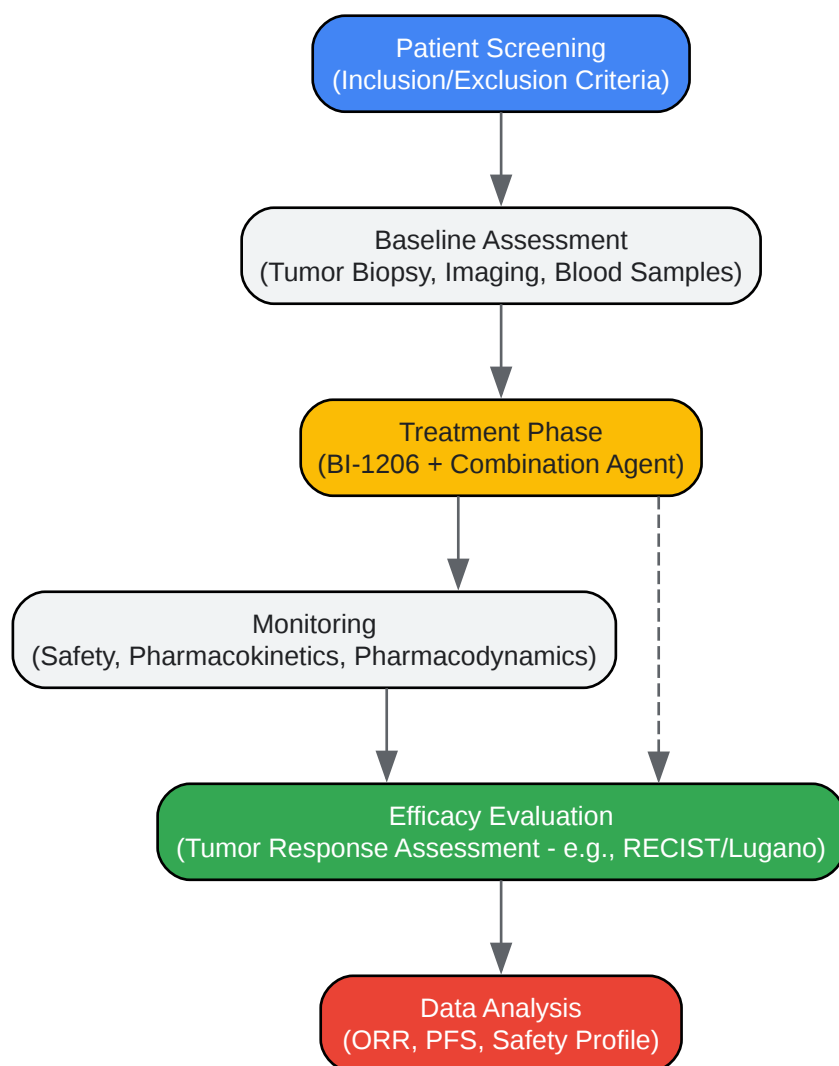 Patient Screening
(Inclusion/Exclusion Criteria)
Baseline Assessment
(Tumor Biopsy, Imaging, Blood Samples)
Treatment Phase
(BI-1206 + Combination Agent)
Monitoring
(Safety, Pharmacokinetics, Pharmacodynamics)
Efficacy Evaluation
(Tumor Response Assessment - e.g., RECIST/Lugano)
Data Analysis
(ORR, PFS, Safety Profile)